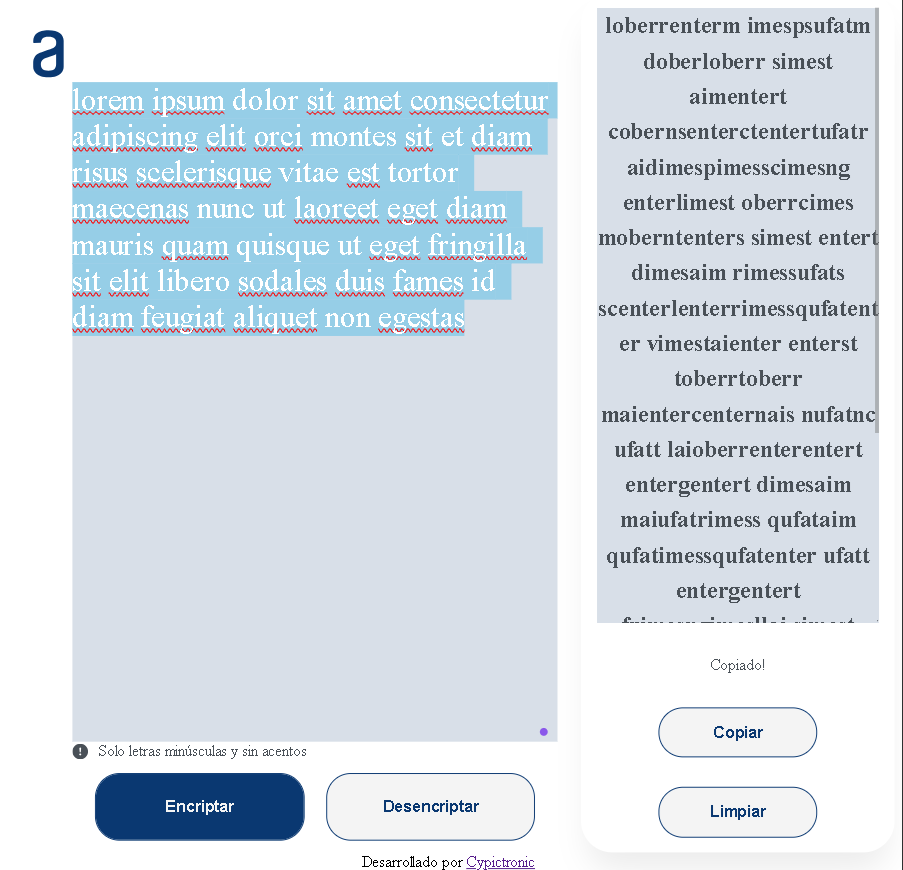 a
lorem ipsum dolor sit amet consectetur
adipiscing elit orci montes sit et diam
risus scelerisque vitae est tortor
maecenas nunc ut laoreet eget diam
mauris quam quisque ut eget fringilla
sit elit libero sodales duis fames id
diam feugiat aliquet non egestas
! Solo letras minúsculas y sin acentos
Encriptar
Desencriptar
Desarrollado por Cypictronic
loberrenterm imespsufatm
doberloberr simest
aimentert
cobernsenterctentertufatr
aidimespimesscimesng
enterlimest oberrcimes
moberntenters simest entert
dimesaim rimessufats
scenterlenterrimessqufatent
er vimestaienter enterst
toberrtoberr
maientercenternais nufatnc
ufatt laioberrenterentert
entergentert dimesaim
maiufatrimess qufataim
qufatimessqufatenter ufatt
entergentert
Copiado!
Copiar
Limpiar